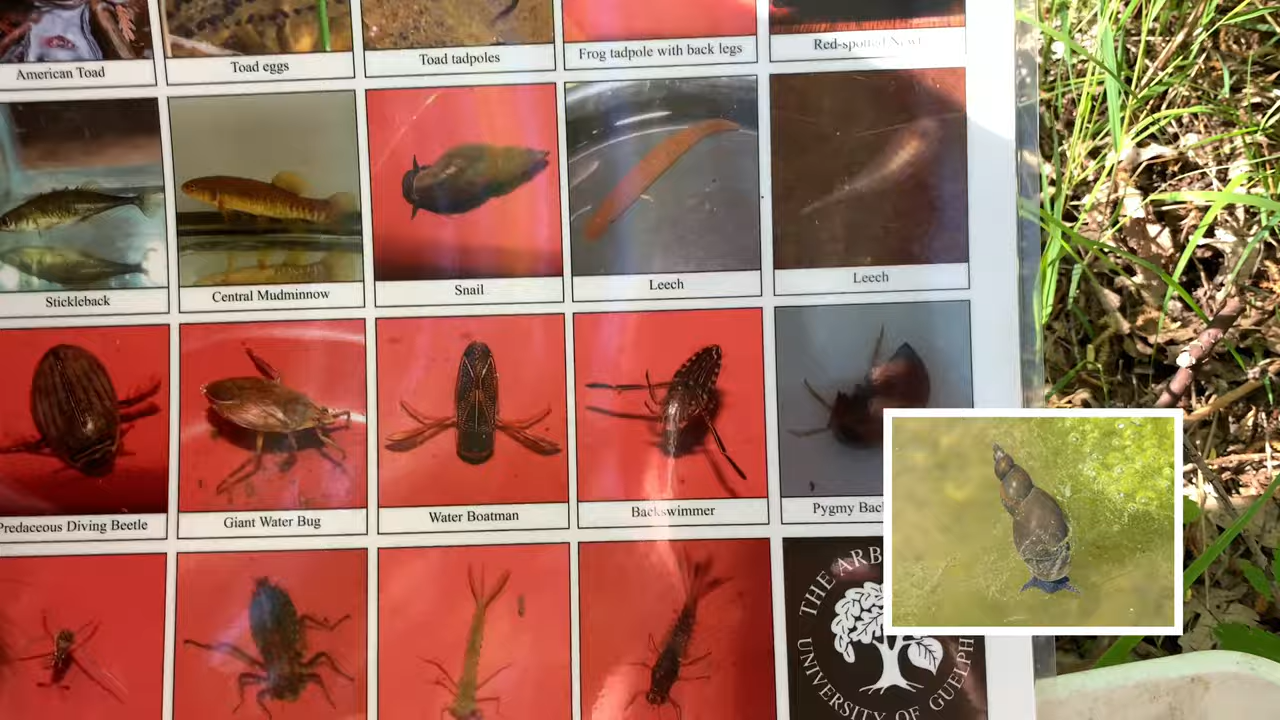 American Toad
Toad eggs
Toad tadpoles
Frog tadpole with back legs
Red-spotted Newt
Stickleback
Central Mudminnow
Snail
Leech
Leech
Predaceous Diving Beetle
Giant Water Bug
Water Boatman
Backswimmer
Pygmy Bac
THE ARB
UNIVERSITY OF GUELPH